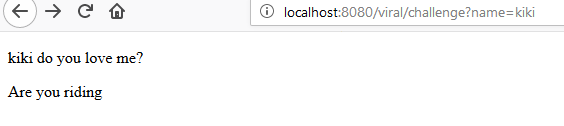 localhost:8080/viral/challenge?name=kiki
kiki do you love me?
Are you riding